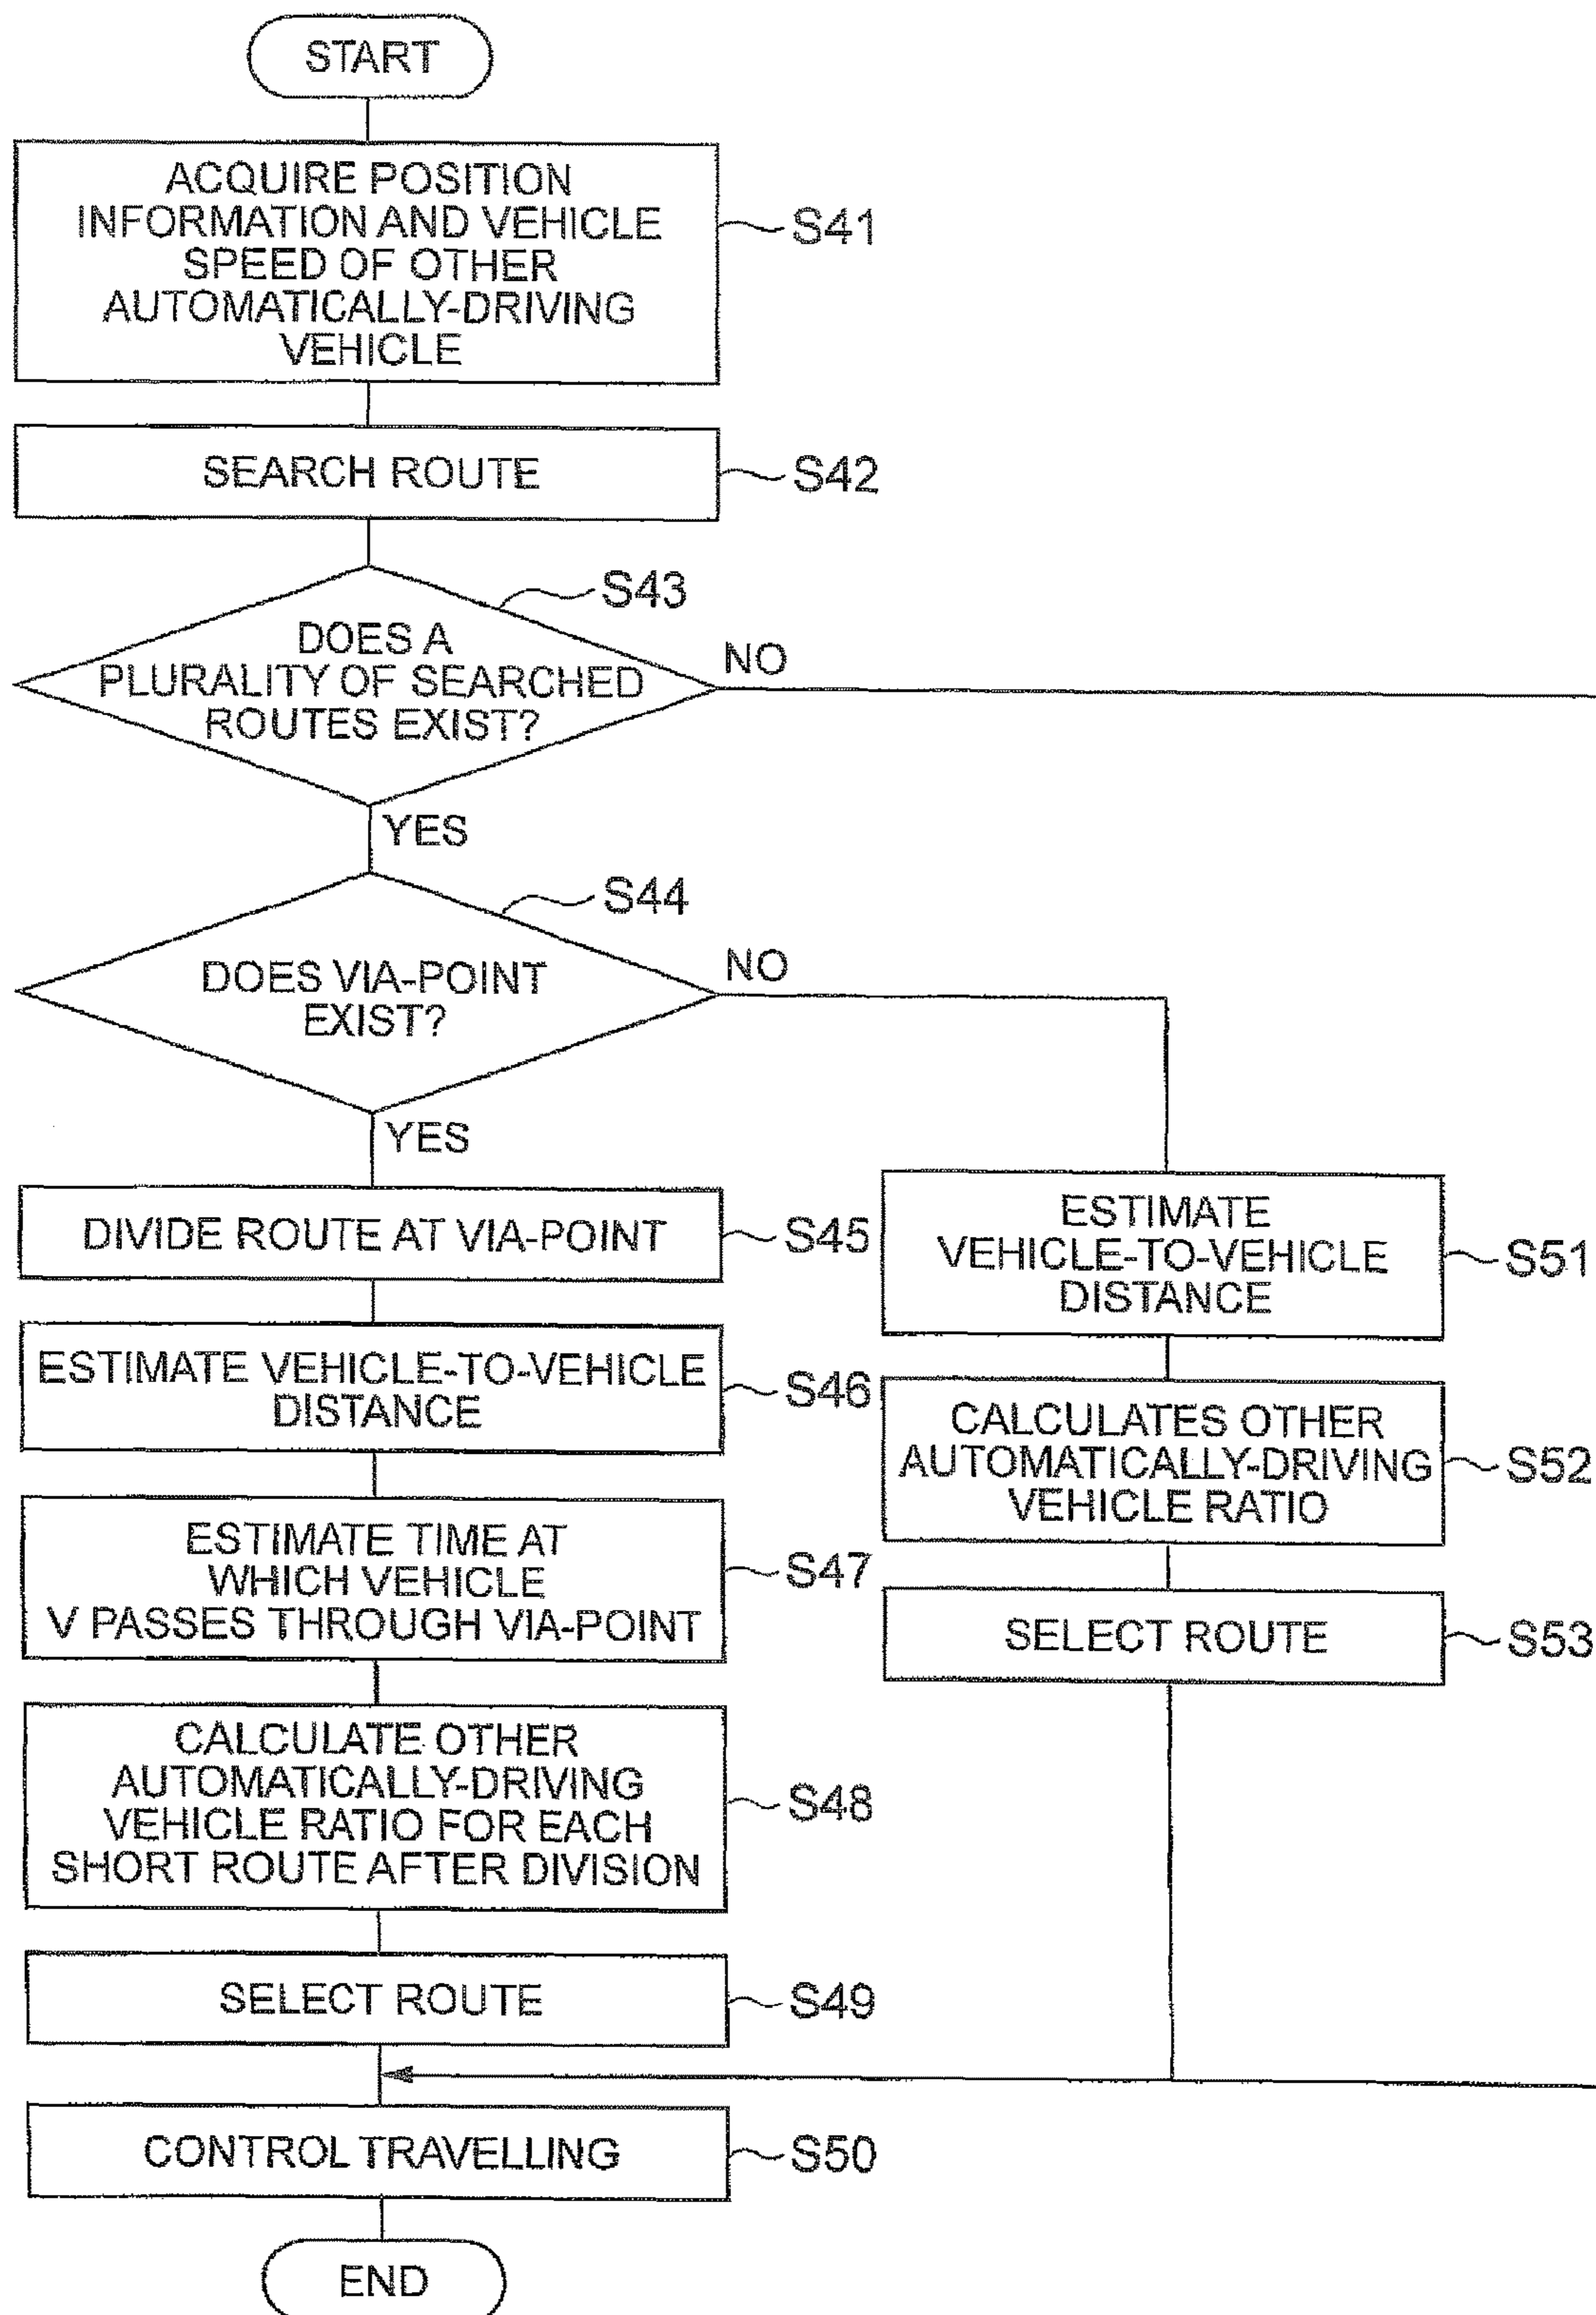 START
ACQUIRE POSITION
INFORMATION AND VEHICLE
SPEED OF OTHER
AUTOMATICALLY-DRIVING
VEHICLE
S41
SEARCH ROUTE
S42
S43
DOES A
PLURALITY OF SEARCHED
ROUTES EXIST?
NO
YES
S44
DOES VIA-POINT
EXIST?
NO
YES
DIVIDE ROUTE AT VIA-POINT
S45
ESTIMATE VEHICLE-TO-VEHICLE
DISTANCE
S46
ESTIMATE TIME AT
WHICH VEHICLE
V PASSES THROUGH VIA-POINT
S47
CALCULATE OTHER
AUTOMATICALLY-DRIVING
VEHICLE RATIO FOR EACH
SHORT ROUTE AFTER DIVISION
S48
SELECT ROUTE
S49
ESTIMATE
VEHICLE-TO-VEHICLE
DISTANCE
S51
CALCULATES OTHER
AUTOMATICALLY-DRIVING
VEHICLE RATIO
S52
SELECT ROUTE
S53
CONTROL TRAVELLING
S50
END